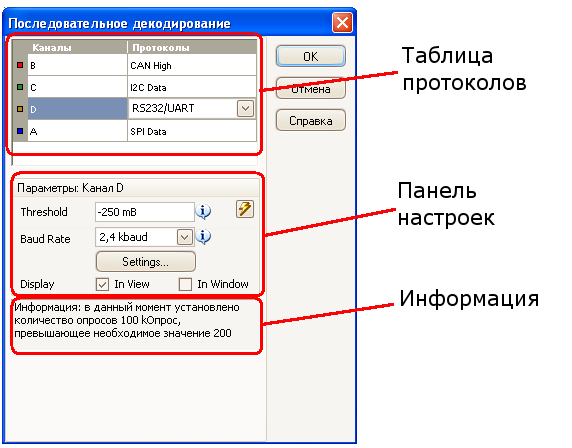 Последовательное декодирование
Каналы Протоколы
B CAN High
C I2C Data
D RS232/UART
A SPI Data
OK
Отмена
Справка
Таблица
протоколов
Параметры: Канал D
Threshold -250 mB
Baud Rate 2,4 kbaud
Settings...
Display In View In Window
Панель
настроек
Информация: в данный момент установлено
количество опросов 100 kОпрос,
превышающее необходимое значение 200
Информация